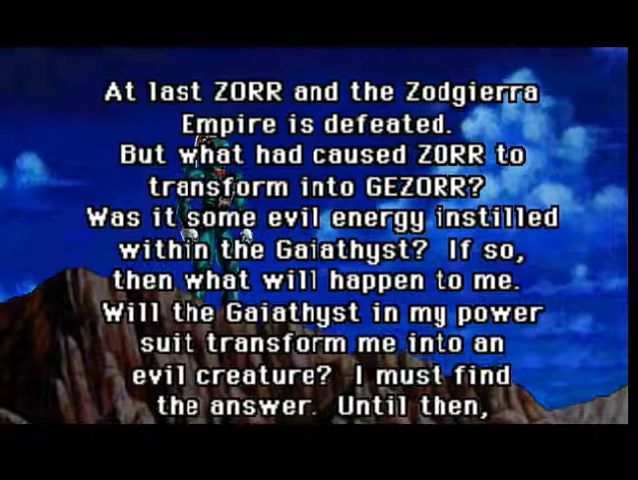 At last ZORR and the Zodgierra
Empire is defeated.
But what had caused ZORR to
transform into GEZORR?
Was it some evil energy instilled
within the Gaiathyst?  If so,
then what will happen to me.
Will the Gaiathyst in my power
suit transform me into an
evil creature?  I must find
the answer.  Until then,